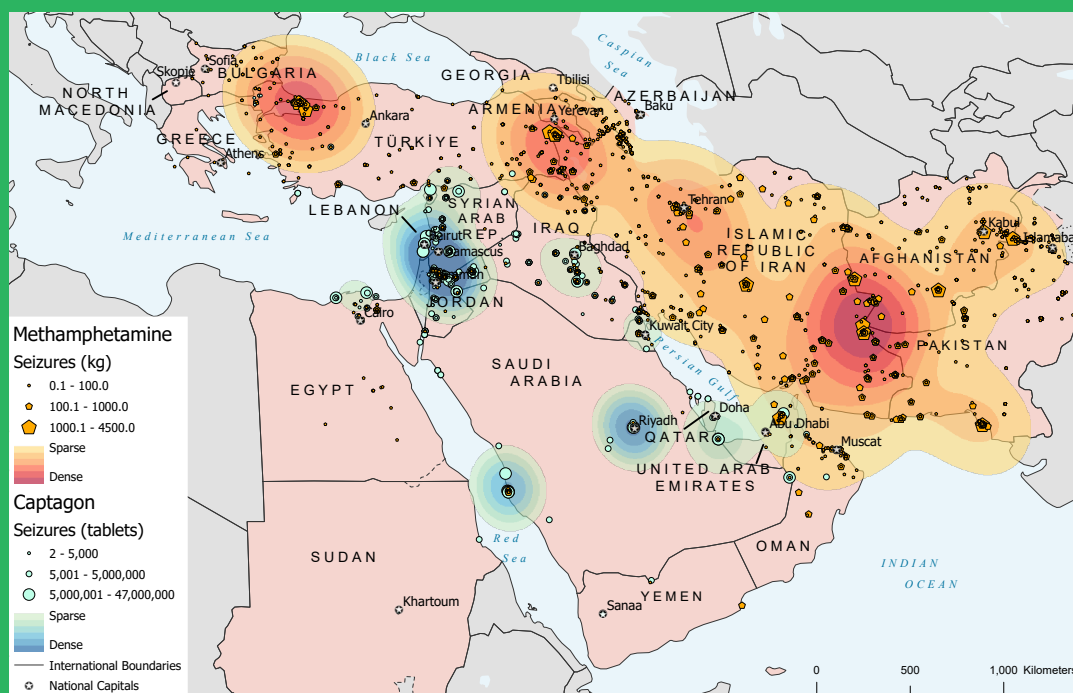 Black Sea
Caspian
Sea
Sofia
Skopje
BULGARIA
NORTH
MACEDONIA
GEORGIA
Tbilisi
ARMENIA
Yerevan
AZERBAIJAN
Baku
Ankara
GREECE
TÜRKİYE
Athens
LEBANON
SYRIAN
ARAB
REP
Tehran
Mediterranean Sea
Beirut
Damascus
IRAQ
Baghdad
ISLAMIC
REPUBLIC
OF IRAN
Kabul
Islamaba
AFGHANISTAN
Amman
JORDAN
Cairo
Kuwait City
PAKISTAN
Persian Gulf
SAUDI
ARABIA
EGYPT
Riyadh
Doha
QATAR
Abu Dhabi
Muscat
UNITED ARAB
EMIRATES
Red
Sea
OMAN
SUDAN
INDIAN
OCEAN
Khartoum
YEMEN
Sanaa
Methamphetamine
Seizures (kg)
0.1 - 100.0
100.1 - 1000.0
1000.1 - 4500.0
Sparse
Dense
Captagon
Seizures (tablets)
2 - 5,000
5,001 - 5,000,000
5,000,001 - 47,000,000
Sparse
Dense
International Boundaries
National Capitals
0 500 1,000 Kilometers